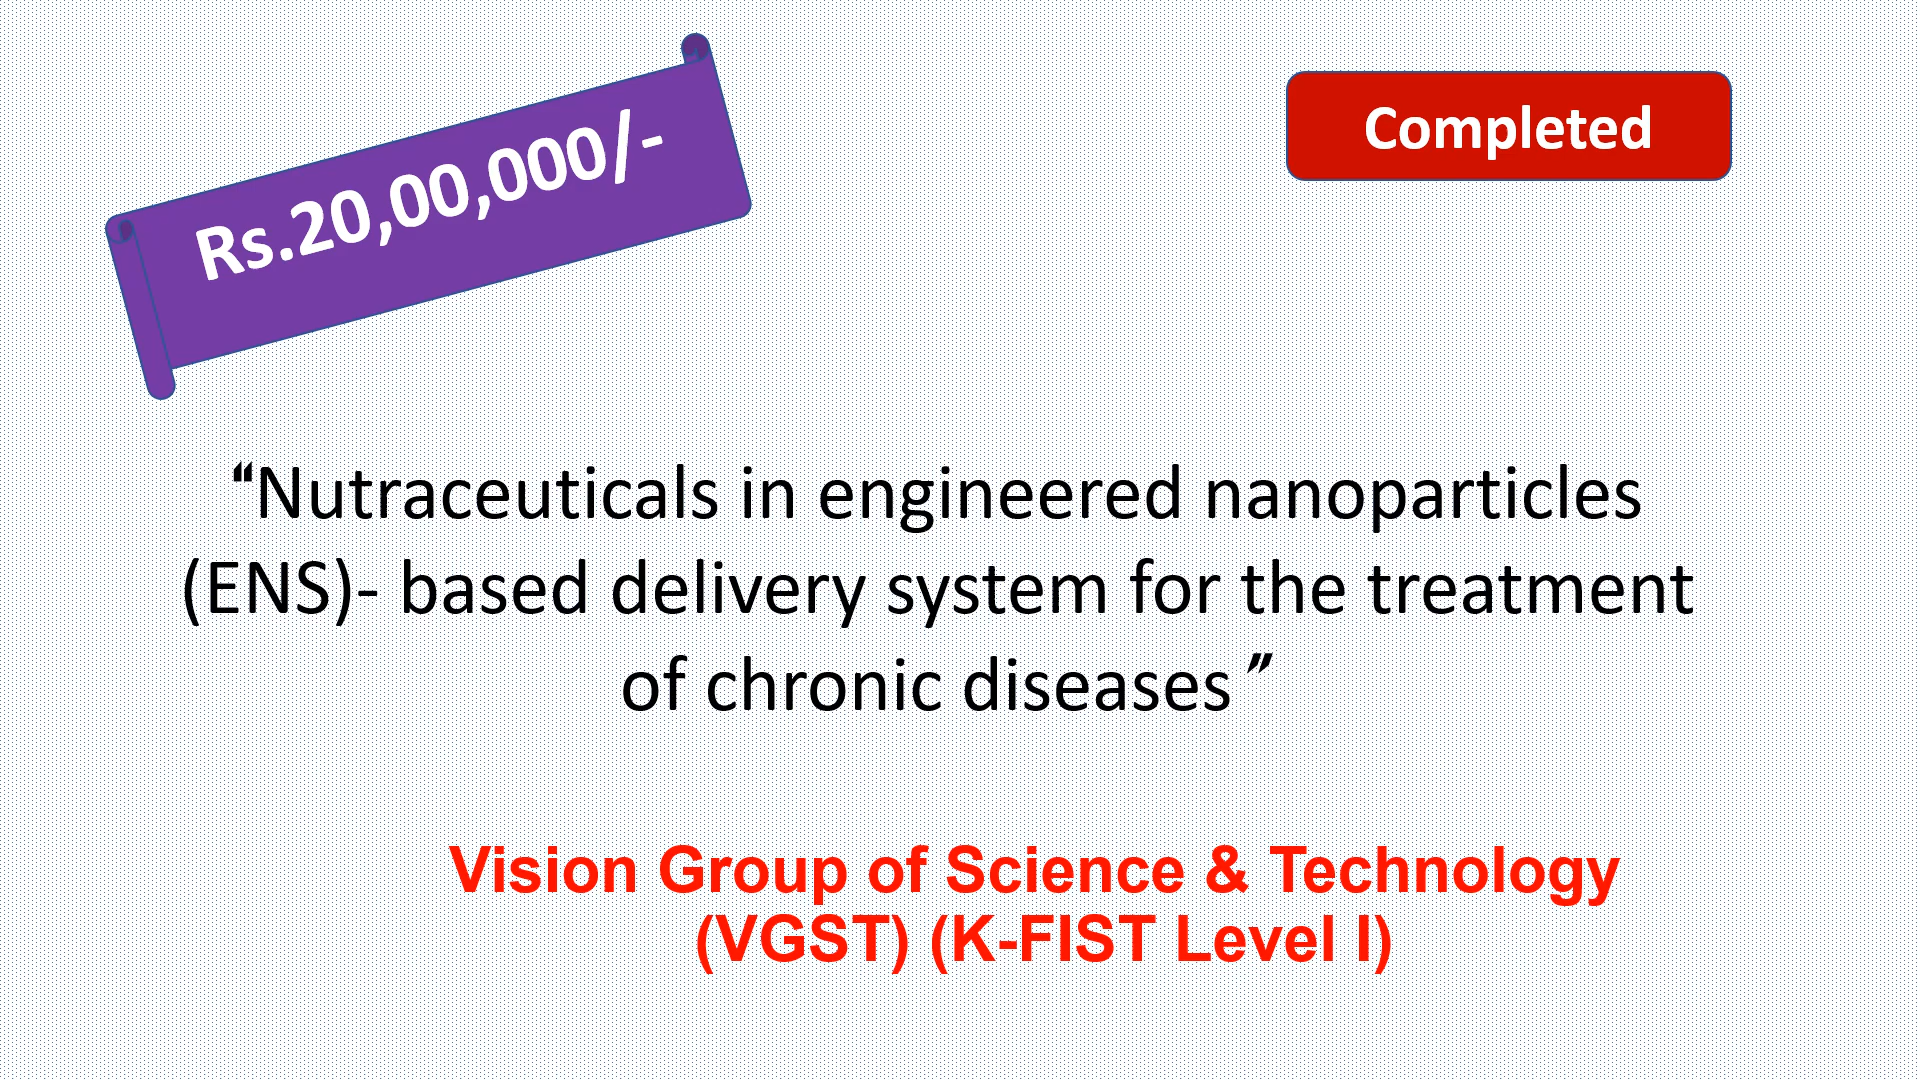 Rs.20,00,000/-
Completed
“Nutraceuticals in engineered nanoparticles
(ENS)- based delivery system for the treatment
of chronic diseases”
Vision Group of Science & Technology
(VGST) (K-FIST Level I)